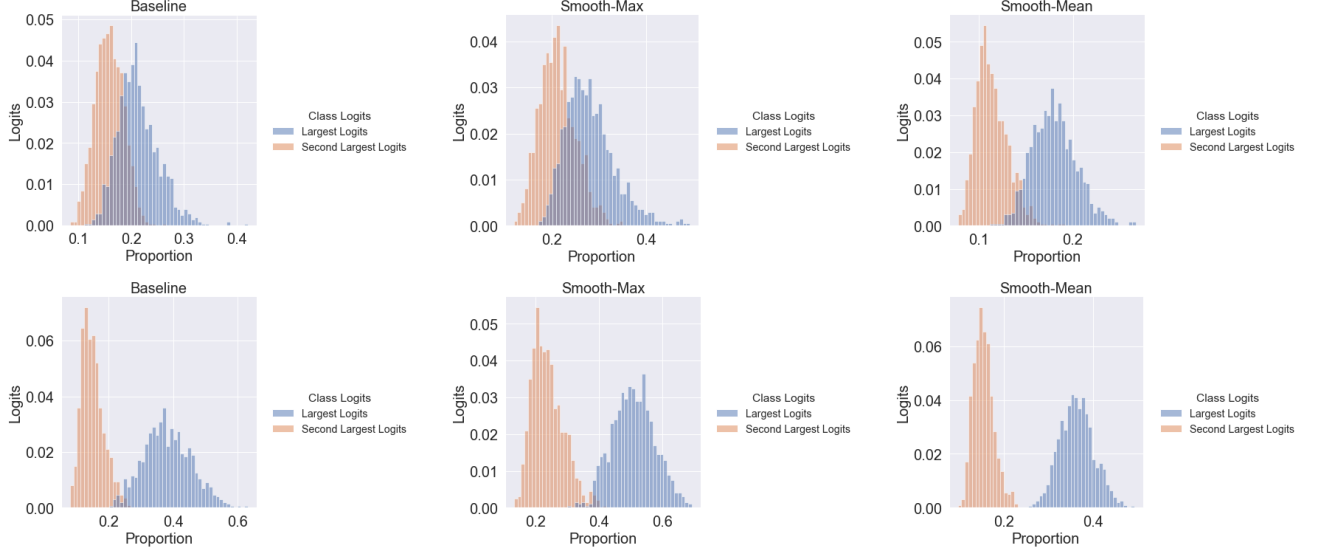 Baseline
0.05
0.04
0.03
0.02
0.01
0.00
Logits
0.1 0.2 0.3 0.4
Proportion
Class Logits
Largest Logits
Second Largest Logits
Smooth-Max
0.04
0.03
0.02
0.01
0.00
Logits
0.2 0.4
Proportion
Class Logits
Largest Logits
Second Largest Logits
Smooth-Mean
0.05
0.04
0.03
0.02
0.01
0.00
Logits
0.1 0.2
Proportion
Class Logits
Largest Logits
Second Largest Logits
Baseline
0.06
0.04
0.02
0.00
Logits
0.2 0.4 0.6
Proportion
Class Logits
Largest Logits
Second Largest Logits
Smooth-Max
0.05
0.04
0.03
0.02
0.01
0.00
Logits
0.2 0.4 0.6
Proportion
Class Logits
Largest Logits
Second Largest Logits
Smooth-Mean
0.06
0.04
0.02
0.00
Logits
0.2 0.4
Proportion
Class Logits
Largest Logits
Second Largest Logits